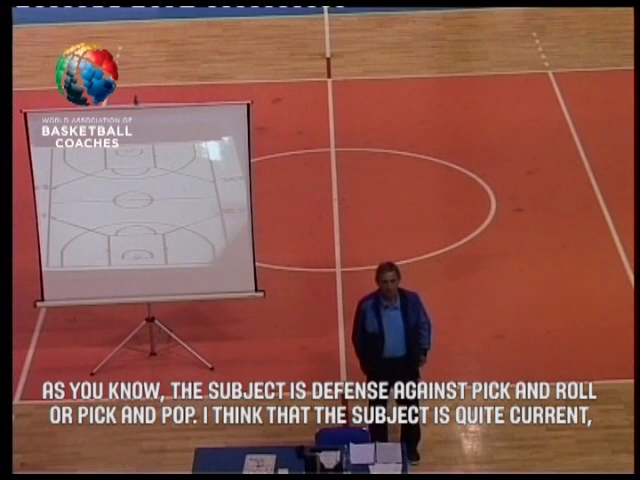 WORLD ASSOCIATION OF
BASKETBALL
COACHES
AS YOU KNOW, THE SUBJECT IS DEFENSE AGAINST PICK AND ROLL
OR PICK AND POP. I THINK THAT THE SUBJECT IS QUITE CURRENT,